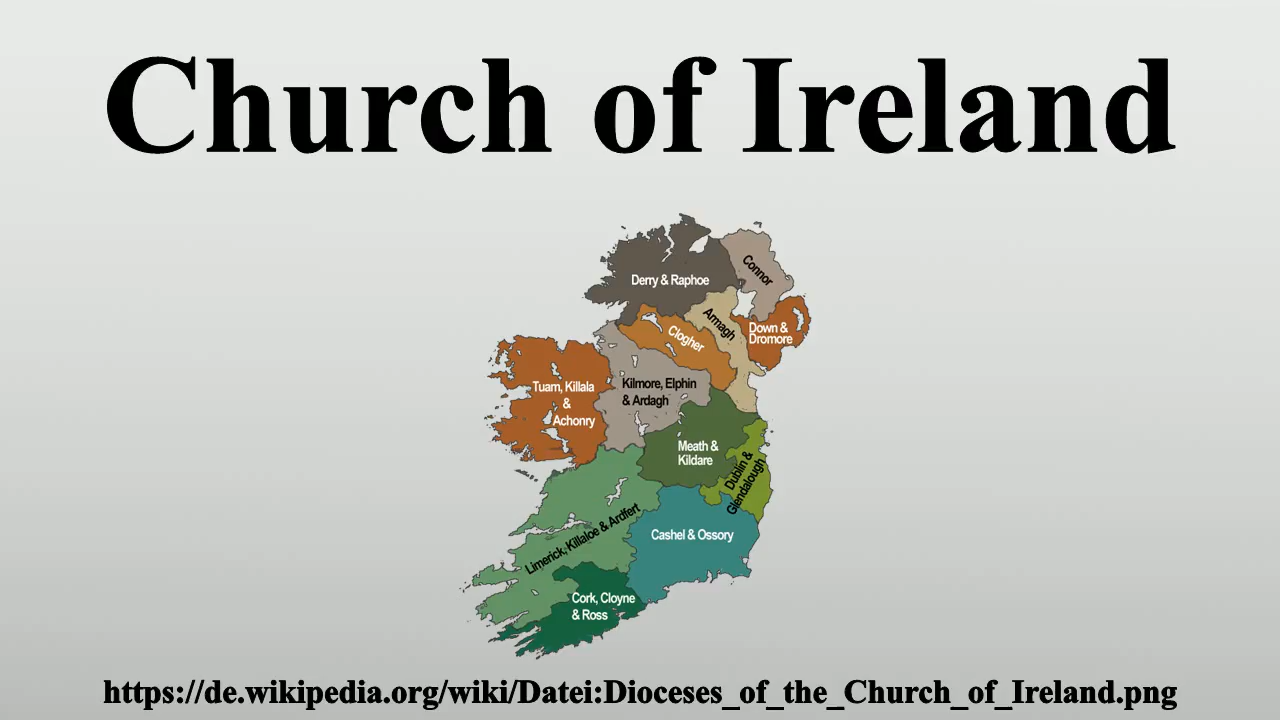 Church of Ireland
Derry & Raphoe
Connor
Armagh
Down &
Dromore
Clogher
Tuam, Killala
&
Achonry
Kilmore, Elphin
& Ardagh
Meath &
Kildare
Dublin &
Glendalough
Limerick, Killaloe & Ardfert
Cashel & Ossory
Cork, Cloyne
& Ross
https://de.wikipedia.org/wiki/Datei:Dioceses_of_the_Church_of_Ireland.png